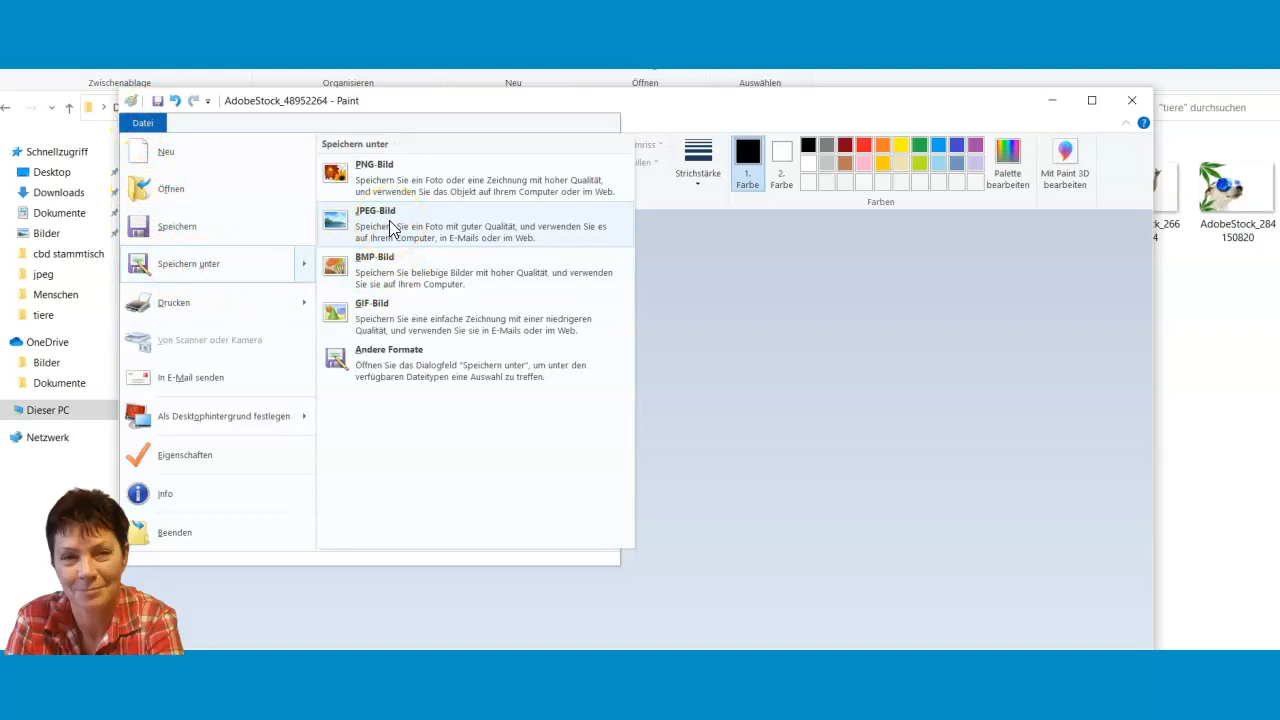 Zwischenablage
Organisieren
Neu
Öffnen
Auswählen
AdobeStock_48952264 - Paint
"tiere" durchsuchen
Datei
Schnellzugriff
Desktop
Downloads
Dokumente
Bilder
cbd stammtisch
jpeg
Menschen
tiere
OneDrive
Bilder
Dokumente
Dieser PC
Netzwerk
Neu
Öffnen
Speichern
Speichern unter
Drucken
Von Scanner oder Kamera
In E-Mail senden
Als Desktophintergrund festlegen
Eigenschaften
Info
Beenden
Speichern unter
PNG-Bild
Speichern Sie ein Foto oder eine Zeichnung mit hoher Qualität,
und verwenden Sie das Objekt auf Ihrem Computer oder im Web.
JPEG-Bild
Speichern Sie ein Foto mit guter Qualität, und verwenden Sie es
auf Ihrem Computer, in E-Mails oder im Web.
BMP-Bild
Speichern Sie beliebige Bilder mit hoher Qualität, und verwenden
Sie sie auf Ihrem Computer.
GIF-Bild
Speichern Sie eine einfache Zeichnung mit einer niedrigeren
Qualität, und verwenden Sie sie in E-Mails oder im Web.
Andere Formate
Öffnen Sie das Dialogfeld "Speichern unter", um unter den
verfügbaren Dateitypen eine Auswahl zu treffen.
Strichstärke
1.
Farbe
2.
Farbe
Palette
bearbeiten
Mit Paint 3D
bearbeiten
Farben
AdobeStock_284
150820